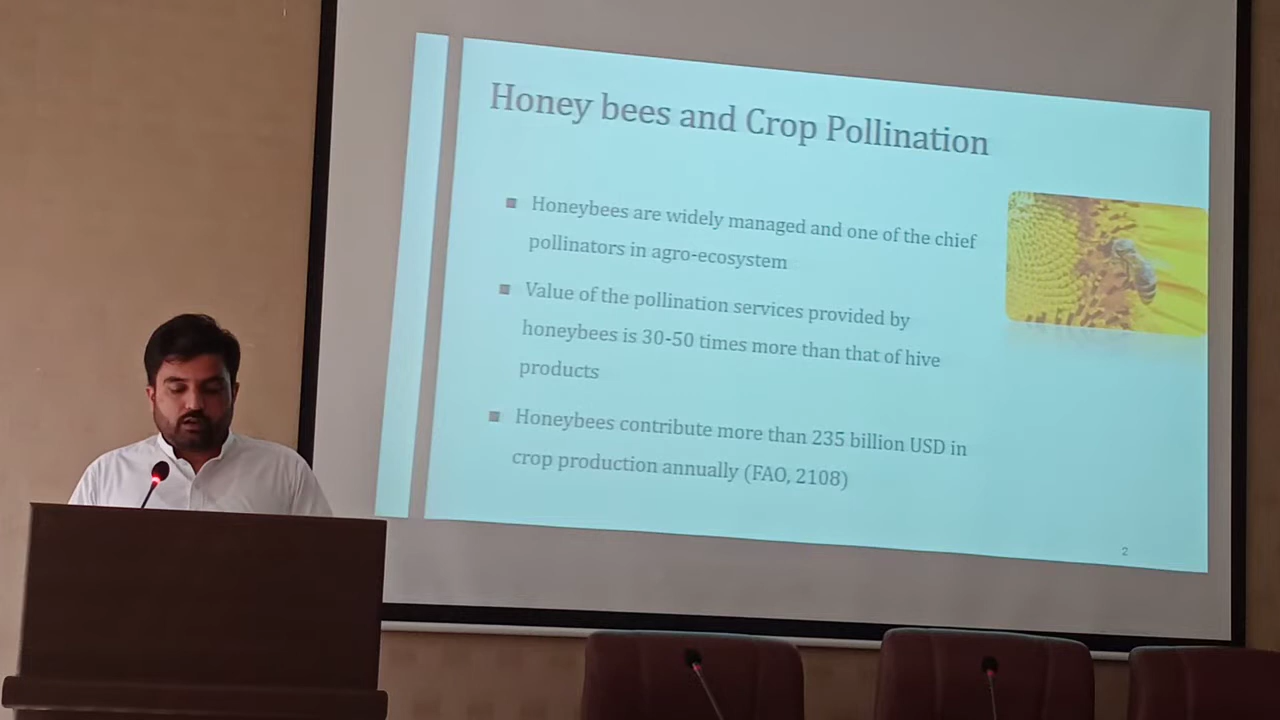 Honey bees and Crop Pollination
Honeybees are widely managed and one of the chief
pollinators in agro-ecosystem
Value of the pollination services provided by
honeybees is 30-50 times more than that of hive
products
Honeybees contribute more than 235 billion USD in
crop production annually (FAO, 2108)
2